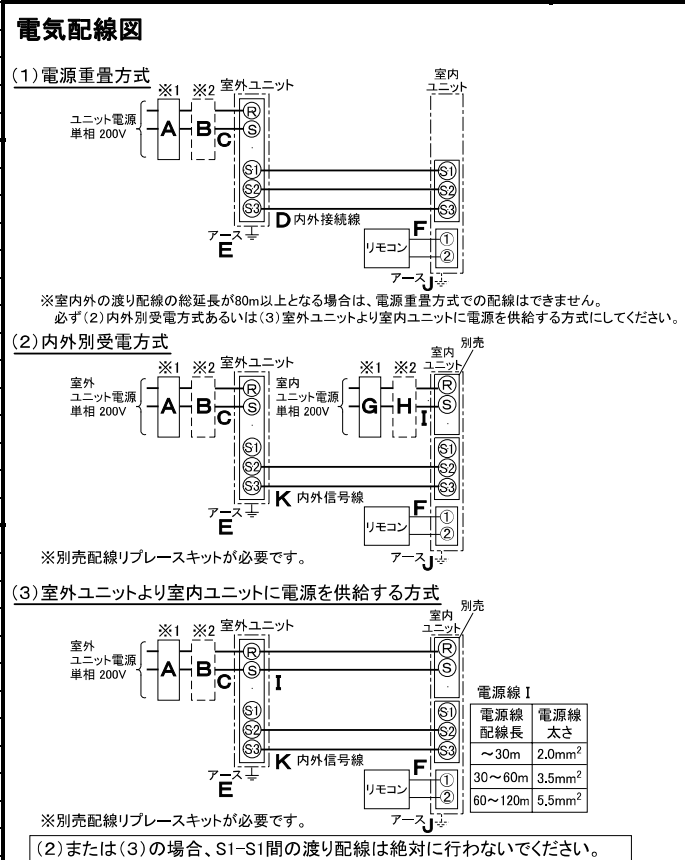 電気配線図
(1)電源重畳方式
※1 ※2 室外ユニット
室内
ユニット
ユニット電源
単相 200V
A B C
R
S
S1 S1
S2 S2
S3 S3
D 内外接続線
アース
E
F
リモコン
①
②
アース J
※室内外の渡り配線の総延長が80m以上となる場合は、電源重畳方式での配線はできません。
必ず(2)内外別受電方式あるいは(3)室外ユニットより室内ユニットに電源を供給する方式にしてください。
(2)内外別受電方式
別売
※1 ※2 室外ユニット
※1 ※2
室内
ユニット
室外
ユニット電源
単相 200V
A B C
R
S
室内
ユニット電源
単相 200V
G H I
R
S
S1 S1
S2 S2
S3 S3
K 内外信号線
アース
E
F
リモコン
①
②
アース J
※別売配線リプレースキットが必要です。
(3)室外ユニットより室内ユニットに電源を供給する方式
別売
※1 ※2 室外ユニット
室内
ユニット
室外
ユニット電源
単相 200V
A B C
R R
S S
I
S1 S1
S2 S2
S3 S3
K 内外信号線
アース
E
F
リモコン
①
②
アース J
電源線 I
電源線 電源線
配線長 太さ
～30m 2.0mm²
30～60m 3.5mm²
60～120m 5.5mm²
※別売配線リプレースキットが必要です。
(2)または(3)の場合、S1-S1間の渡り配線は絶対に行わないでください。